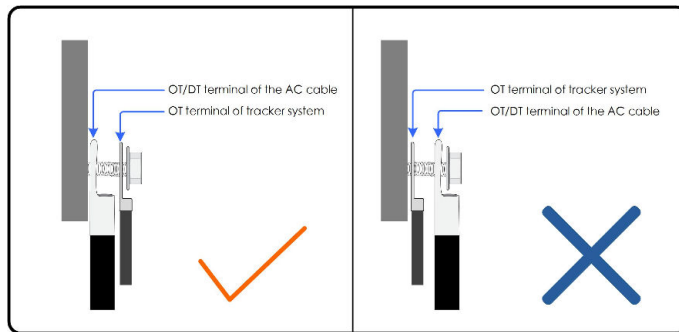 OT/DT terminal of the AC cable
OT terminal of tracker system
OT terminal of tracker system
OT/DT terminal of the AC cable